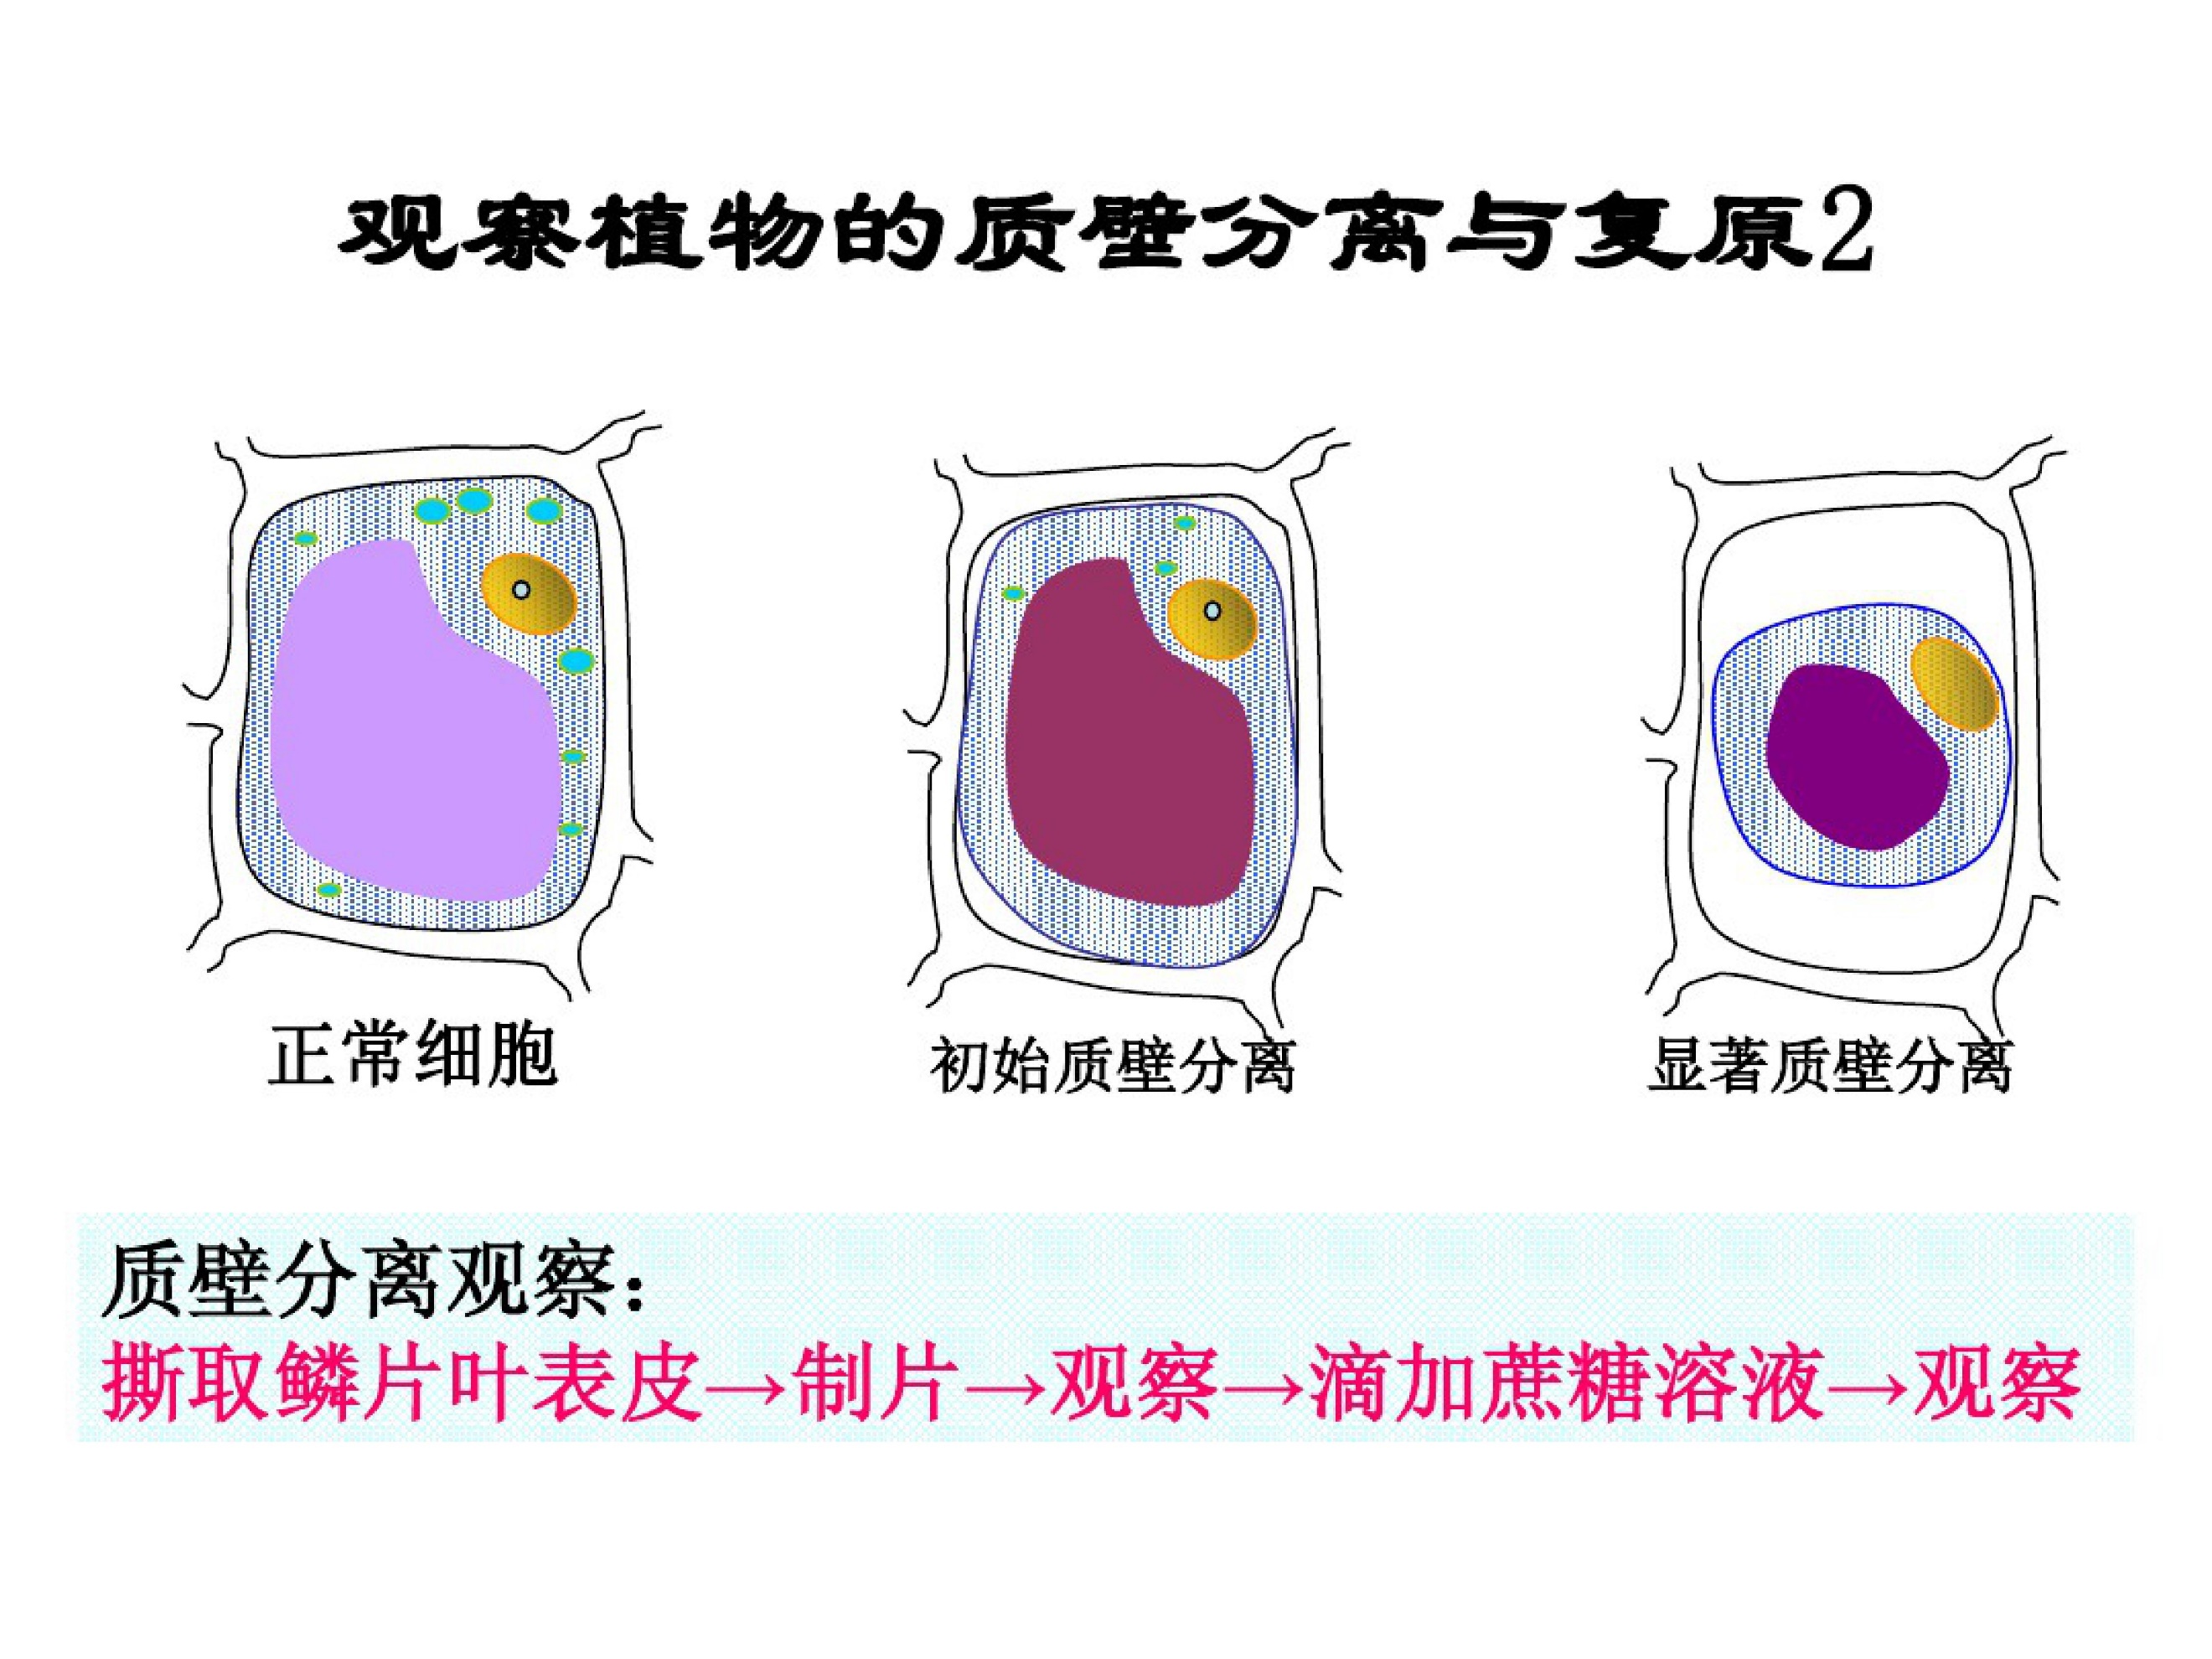 观察植物的质壁分离与复原2
正常细胞
初始质壁分离
显著质壁分离
质壁分离观察：
撕取鳞片叶表皮→制片→观察→滴加蔗糖溶液→观察